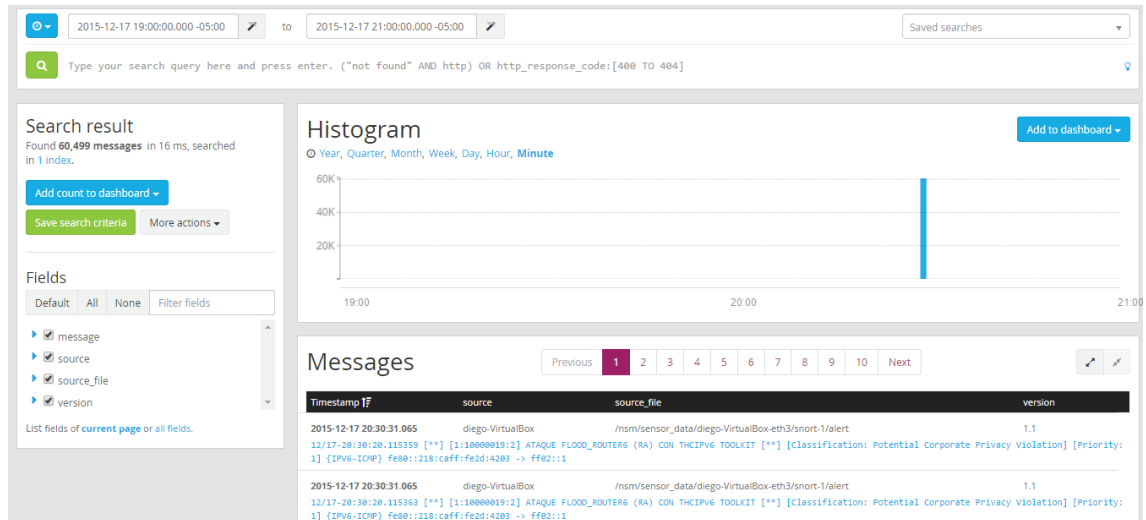 2015-12-17 19:00:00.000 -05:00 to 2015-12-17 21:00:00.000 -05:00 Saved searches
Type your search query here and press enter. ("not found" AND http) OR http_response_code:[400 TO 404]
Search result
Found 60,499 messages in 16 ms, searched
in 1 index.
Add count to dashboard
Save search criteria More actions
Fields
Default All None Filter fields
message
source
source_file
version
List fields of current page or all fields.
Histogram
Add to dashboard
Year, Quarter, Month, Week, Day, Hour, Minute
60K
40K
20K
19:00 20:00 21:00
Messages
Previous 1 2 3 4 5 6 7 8 9 10 Next
Timestamp source source_file version
2015-12-17 20:30:31.065 diego-VirtualBox /nsm/sensor_data/diego-VirtualBox-eth3/snort-1/alert 1.1
12/17-20:30:20.115359 [**] [1:10000019:2] ATAQUE FLOOD_ROUTER6 (RA) CON THCIPv6 TOOLKIT [**] [Classification: Potential Corporate Privacy Violation] [Priority:
1] {IPV6-ICMP} fe80::218:caff:fe2d:4203 -> ff02::1
2015-12-17 20:30:31.065 diego-VirtualBox /nsm/sensor_data/diego-VirtualBox-eth3/snort-1/alert 1.1
12/17-20:30:20.115363 [**] [1:10000019:2] ATAQUE FLOOD_ROUTER6 (RA) CON THCIPv6 TOOLKIT [**] [Classification: Potential Corporate Privacy Violation] [Priority:
1] {IPV6-ICMP} fe80::218:caff:fe2d:4203 -> ff02::1